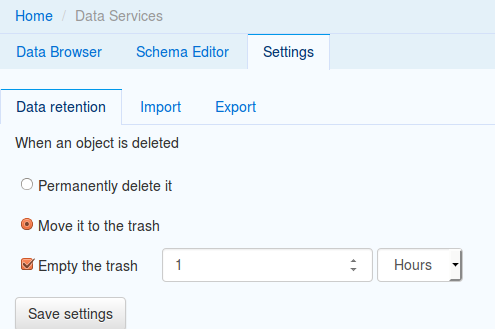 Home / Data Services
Data Browser Schema Editor Settings
Data retention Import Export
When an object is deleted
Permanently delete it
Move it to the trash
Empty the trash 1 Hours
Save settings